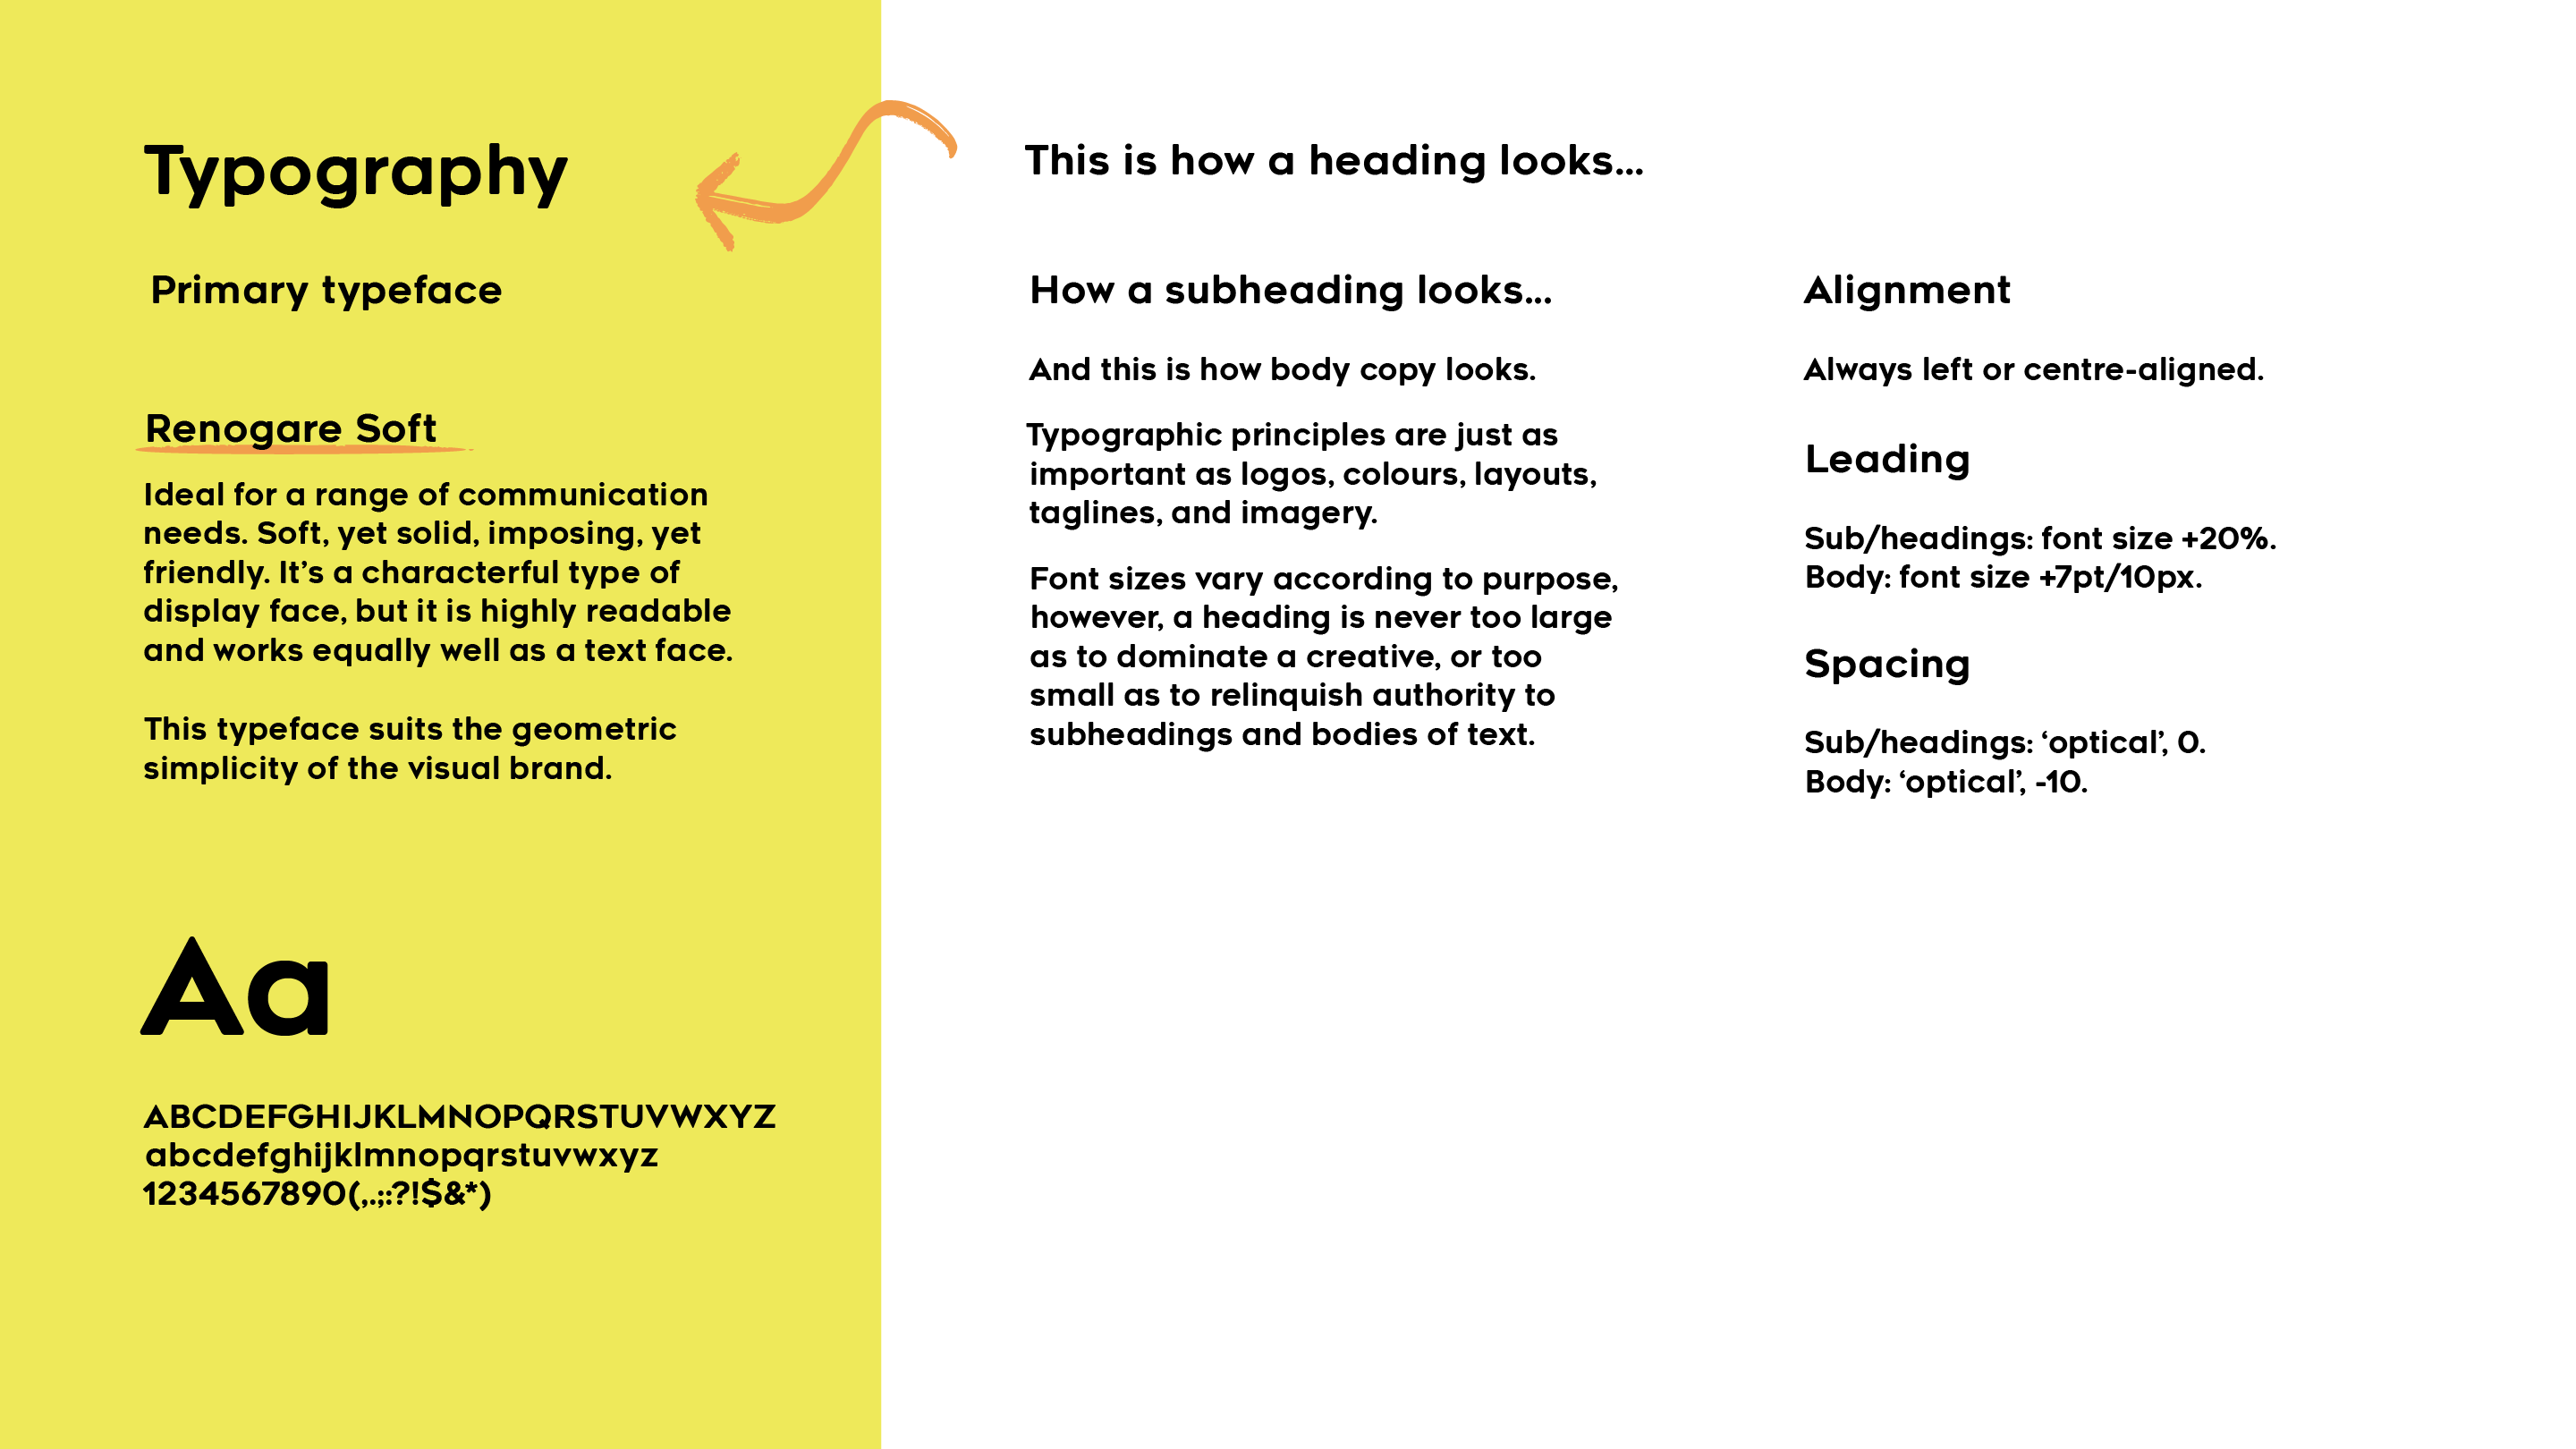 Typography
Primary typeface
Renogare Soft
Ideal for a range of communication
needs. Soft, yet solid, imposing, yet
friendly. It’s a characterful type of
display face, but it is highly readable
and works equally well as a text face.
This typeface suits the geometric
simplicity of the visual brand.
Aa
ABCDEFGHIJKLMNOPQRSTUVWXYZ
abcdefghijklmnopqrstuvwxyz
1234567890(,.;:?!$&*)
This is how a heading looks...
How a subheading looks...
And this is how body copy looks.
Typographic principles are just as
important as logos, colours, layouts,
taglines, and imagery.
Font sizes vary according to purpose,
however, a heading is never too large
as to dominate a creative, or too
small as to relinquish authority to
subheadings and bodies of text.
Alignment
Always left or centre-aligned.
Leading
Sub/headings: font size +20%.
Body: font size +7pt/10px.
Spacing
Sub/headings: ‘optical’, 0.
Body: ‘optical’, -10.